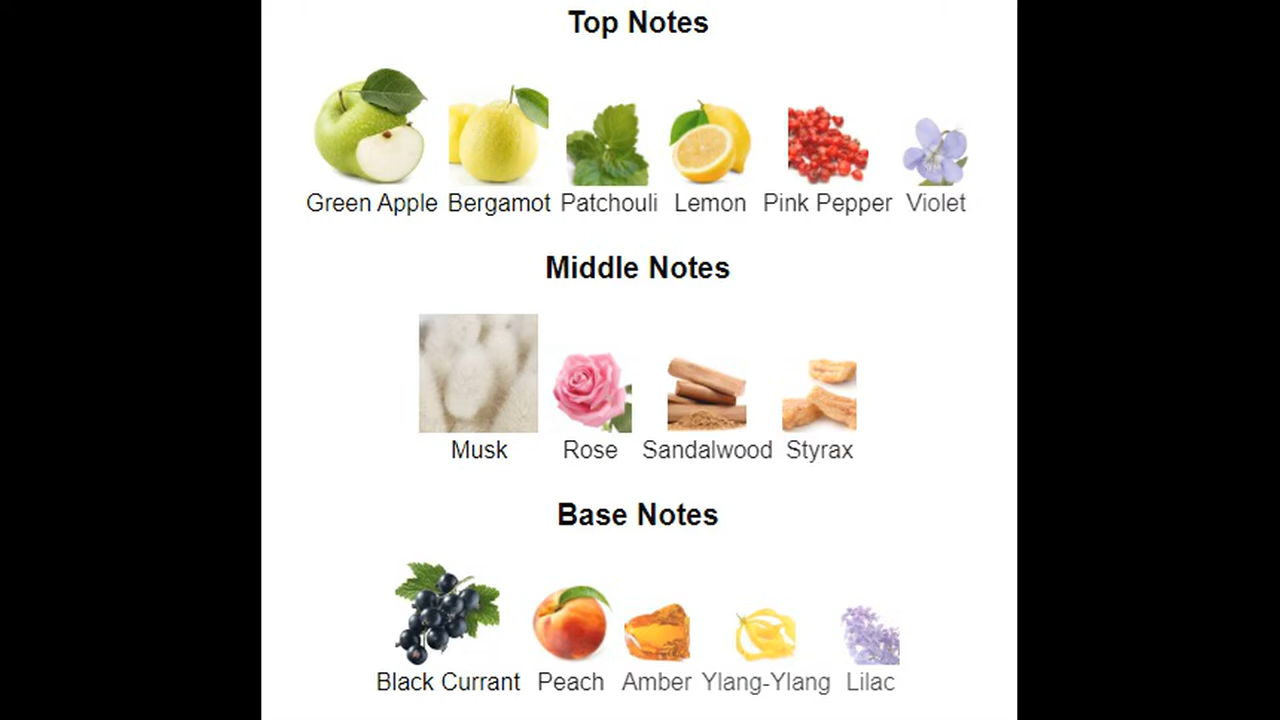 Top Notes
Green Apple Bergamot Patchouli Lemon Pink Pepper Violet
Middle Notes
Musk Rose Sandalwood Styrax
Base Notes
Black Currant Peach Amber Ylang-Ylang Lilac